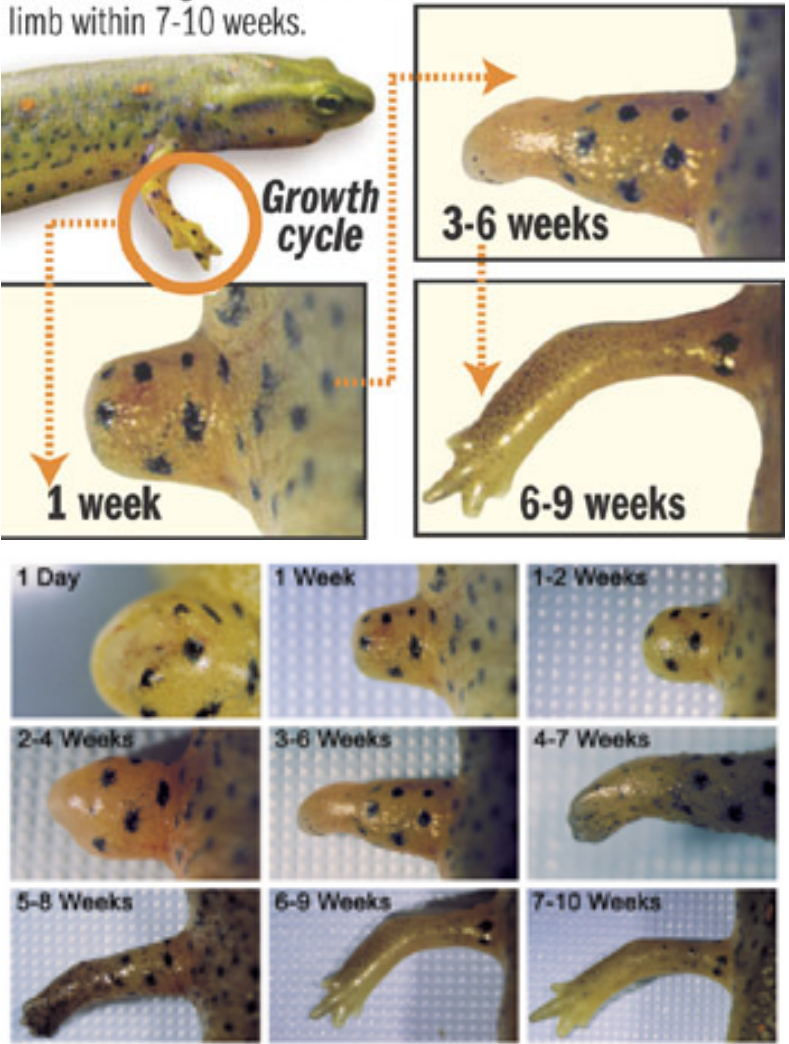 limb within 7-10 weeks.
Growth
cycle
3-6 weeks
1 week
6-9 weeks
1 Day
1 Week
1-2 Weeks
2-4 Weeks
3-6 Weeks
4-7 Weeks
5-8 Weeks
6-9 Weeks
7-10 Weeks